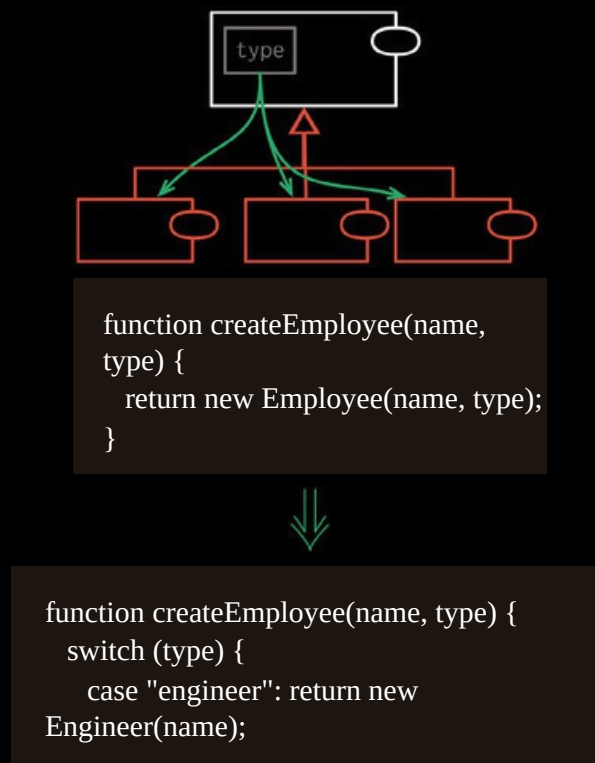 type
function createEmployee(name,
type) {
return new Employee(name, type);
}
function createEmployee(name, type) {
switch (type) {
case "engineer": return new
Engineer(name);